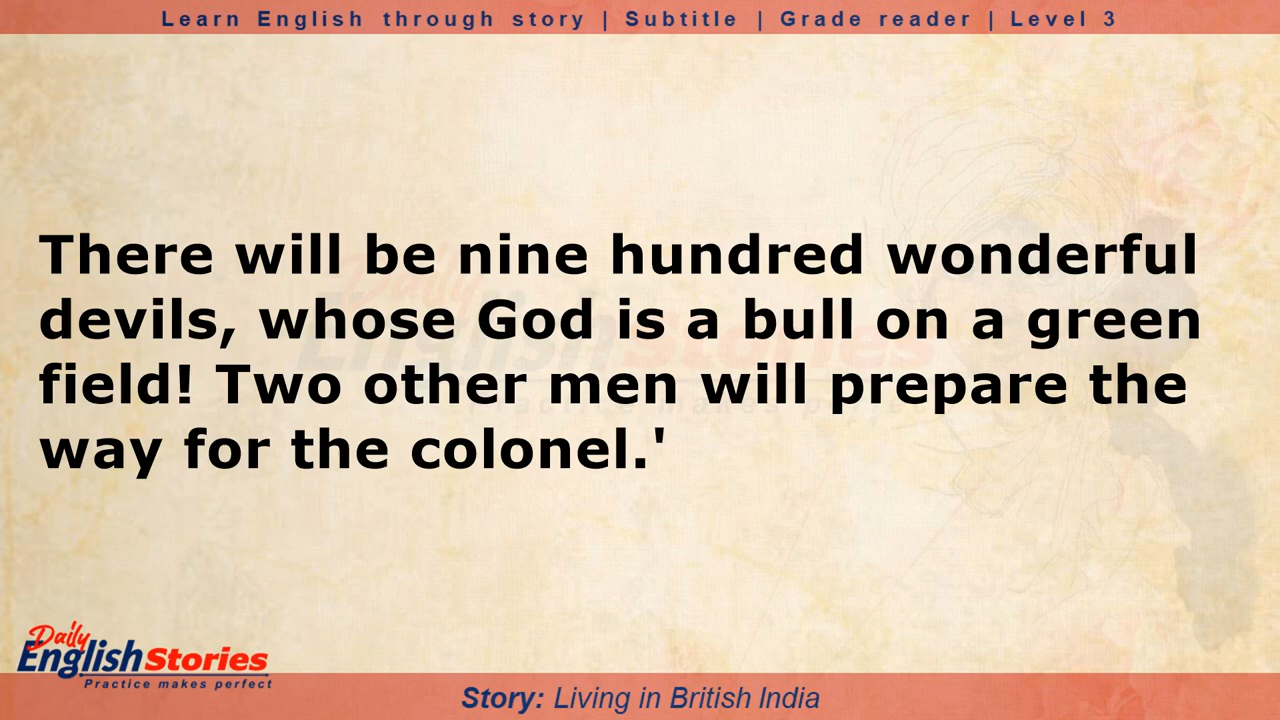 Learn English through story | Subtitle | Grade reader | Level 3
There will be nine hundred wonderful
devils, whose God is a bull on a green
field! Two other men will prepare the
way for the colonel.'
Daily
English Stories
Practice makes perfect
Story: Living in British India